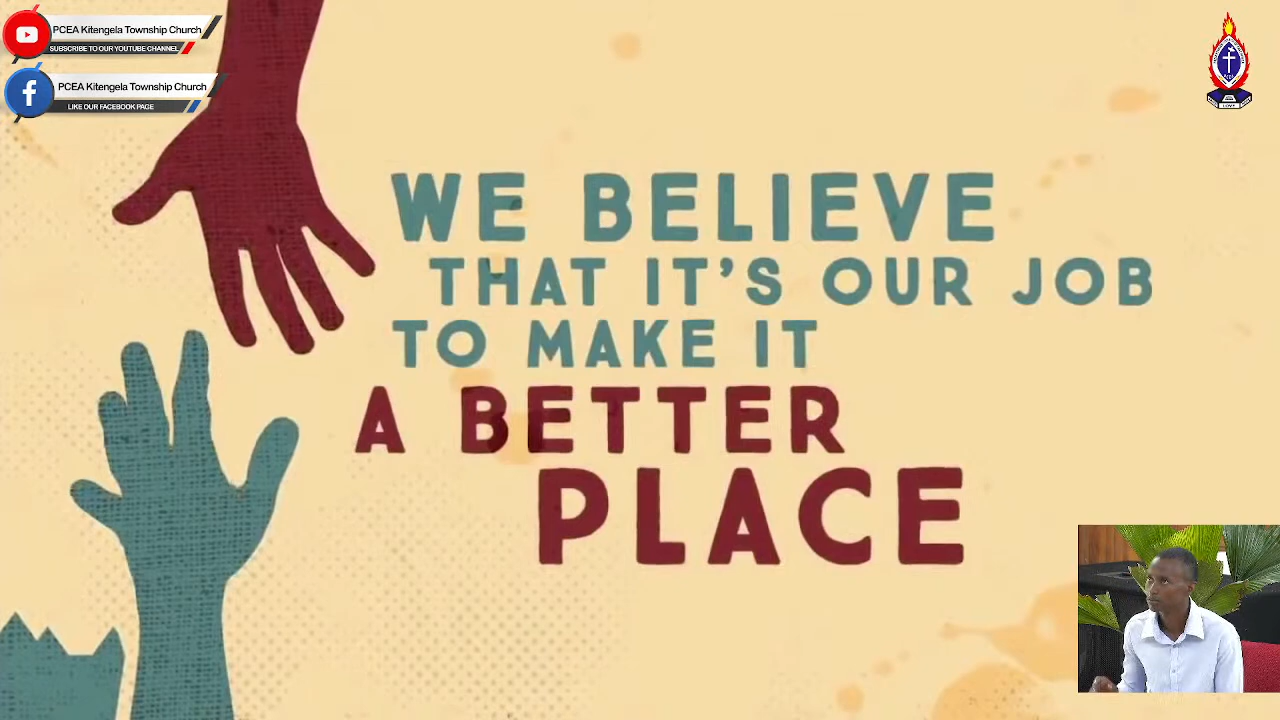 PCEA Kitengela Township Church
SUBSCRIBE TO OUR YOUTUBE CHANNEL
PCEA Kitengela Township Church
LIKE OUR FACEBOOK PAGE
WE BELIEVE
THAT IT'S OUR JOB
TO MAKE IT
A BETTER
PLACE